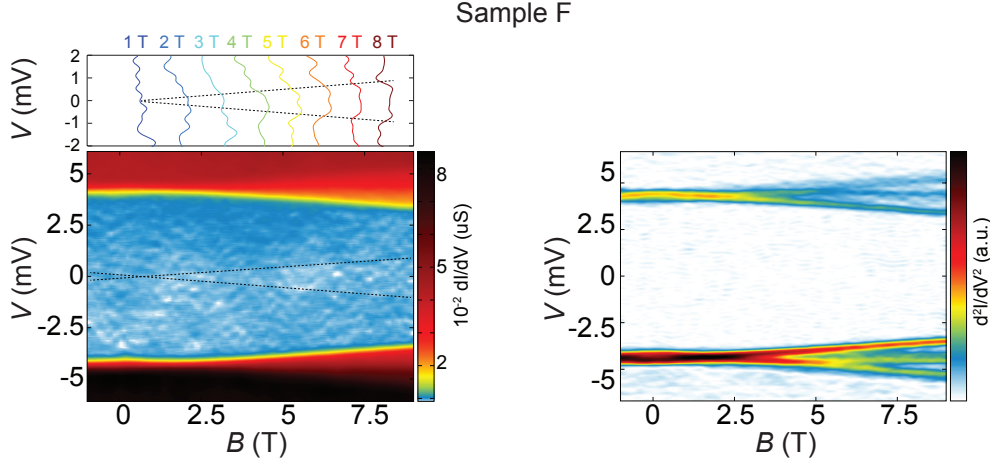 Sample F
1 T 2 T 3 T 4 T 5 T 6 T 7 T 8 T
2
1
0
-1
-2
V (mV)
5
2.5
0
-2.5
-5
V (mV)
0 2.5 5 7.5
B (T)
8
5
2
10⁻² dI/dV (uS)
5
2.5
0
-2.5
-5
V (mV)
0 2.5 5 7.5
B (T)
d²I/dV² (a.u.)